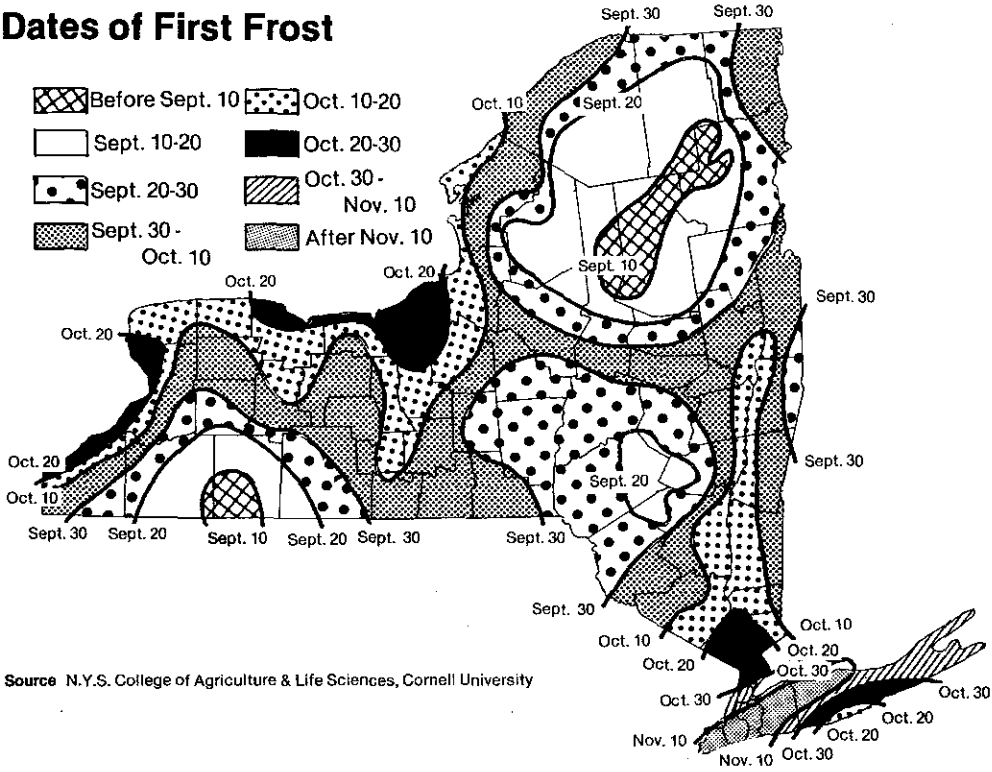 Dates of First Frost
Before Sept. 10
Oct. 10-20
Sept. 10-20
Oct. 20-30
Sept. 20-30
Oct. 30 -
Nov. 10
Sept. 30 -
Oct. 10
After Nov. 10
Sept. 30
Sept. 30
Oct. 10
Sept. 20
Sept. 10
Oct. 20
Oct. 20
Oct. 20
Sept. 30
Oct. 20
Oct. 10
Sept. 20
Sept. 30
Sept. 30
Sept. 20
Sept. 10
Sept. 20
Sept. 30
Sept. 30
Sept. 30
Oct. 10
Oct. 10
Oct. 20
Oct. 20
Oct. 30
Oct. 30
Oct. 30
Oct. 20
Oct. 20
Nov. 10
Nov. 10
Oct. 30
Source N.Y.S. College of Agriculture & Life Sciences, Cornell University